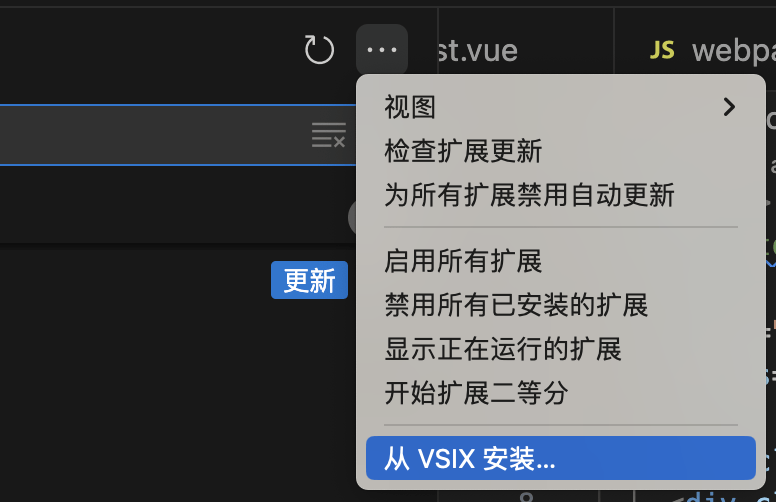 st.vue
JS webpa
视图
检查扩展更新
为所有扩展禁用自动更新
更新
启用所有扩展
禁用所有已安装的扩展
显示正在运行的扩展
开始扩展二等分
从 VSIX 安装...
8
<div